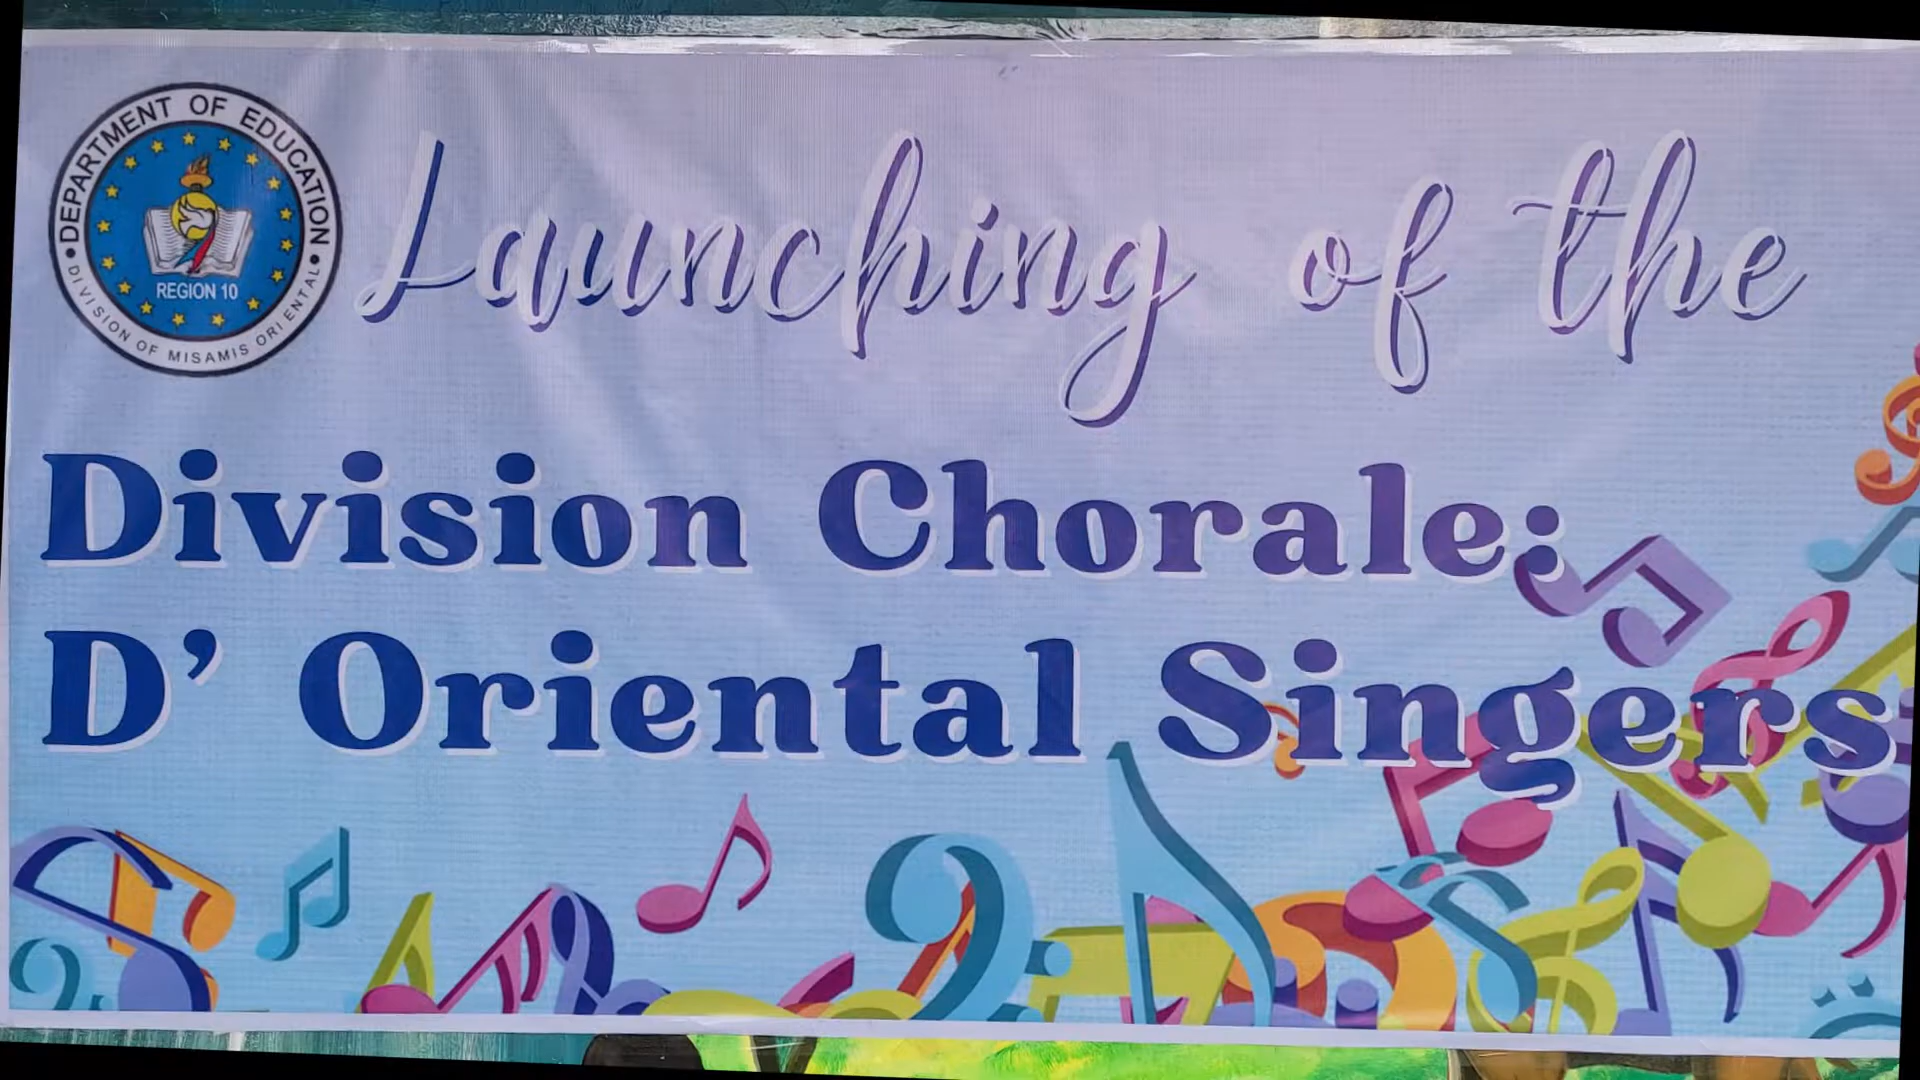 DEPARTMENT OF EDUCATION
REGION 10
DIVISION OF MISAMIS ORIENTAL
Launching of the
Division Chorale:
D' Oriental Singers